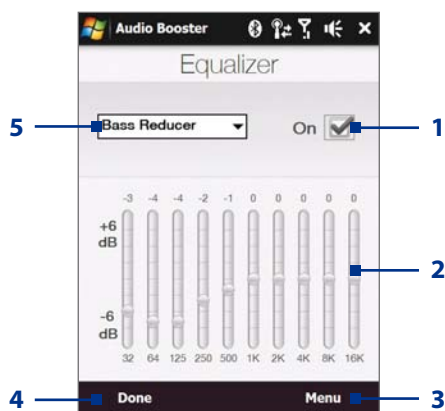 Audio Booster
Equalizer
5 Bass Reducer On 1
-3 -4 -4 -2 -1 0 0 0 0 0
+6
dB
2
-6
dB
32 64 125 250 500 1K 2K 4K 8K 16K
4 Done Menu 3